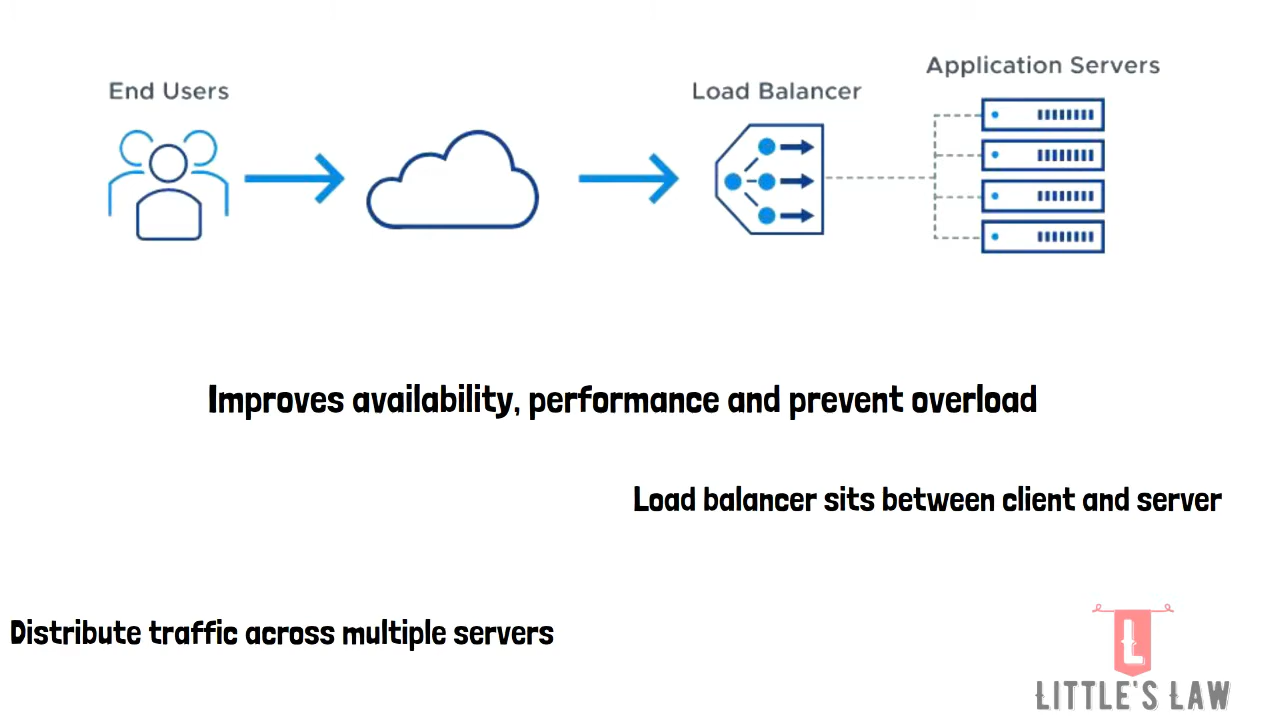 End Users
Load Balancer
Application Servers
Improves availability, performance and prevent overload
Load balancer sits between client and server
Distribute traffic across multiple servers
L
LITTLE'S LAW